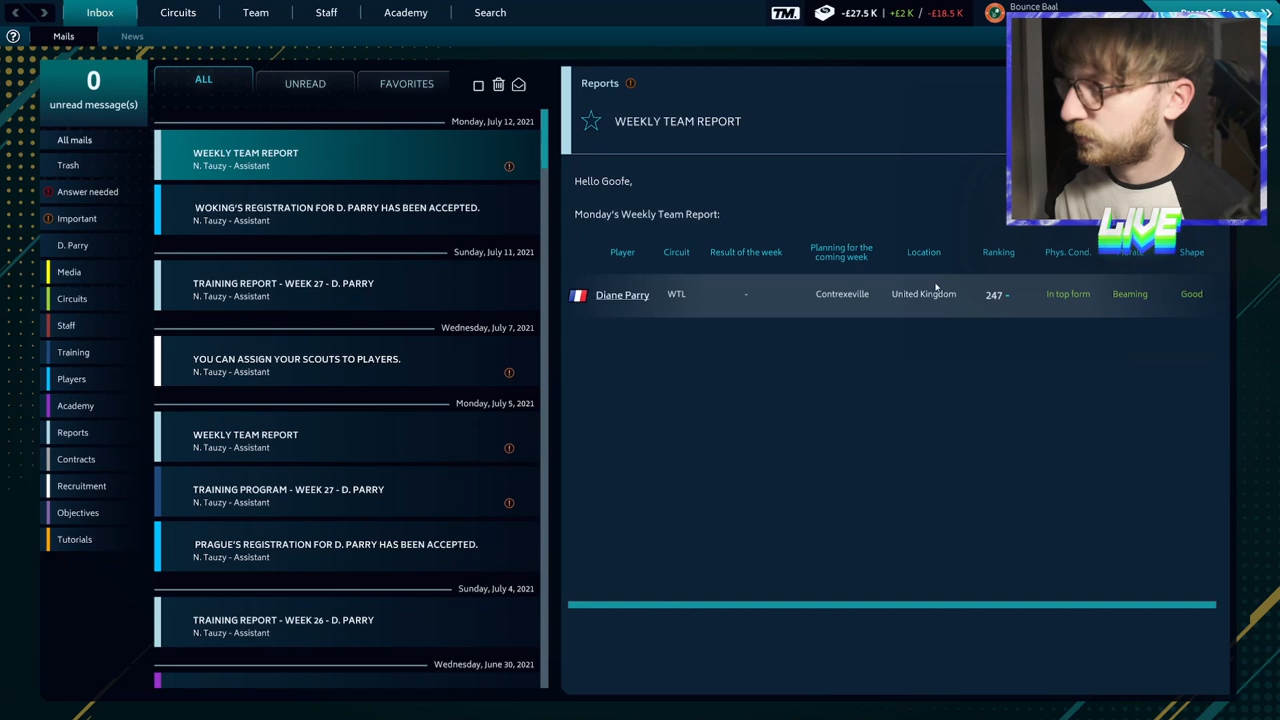 Inbox
Circuits
Team
Staff
Academy
Search
TM.
-£27.5 K | +£2 K / -£18.5 K
Bounce Baal
Mails
News
0
unread message(s)
All mails
Trash
Answer needed
Important
D. Parry
Media
Circuits
Staff
Training
Players
Academy
Reports
Contracts
Recruitment
Objectives
Tutorials
ALL
UNREAD
FAVORITES
Monday, July 12, 2021
WEEKLY TEAM REPORT
N. Tauzy - Assistant
WOKING'S REGISTRATION FOR D. PARRY HAS BEEN ACCEPTED.
N. Tauzy - Assistant
Sunday, July 11, 2021
TRAINING REPORT - WEEK 27 - D. PARRY
N. Tauzy - Assistant
Wednesday, July 7, 2021
YOU CAN ASSIGN YOUR SCOUTS TO PLAYERS.
N. Tauzy - Assistant
Monday, July 5, 2021
WEEKLY TEAM REPORT
N. Tauzy - Assistant
TRAINING PROGRAM - WEEK 27 - D. PARRY
N. Tauzy - Assistant
PRAGUE'S REGISTRATION FOR D. PARRY HAS BEEN ACCEPTED.
N. Tauzy - Assistant
Sunday, July 4, 2021
TRAINING REPORT - WEEK 26 - D. PARRY
N. Tauzy - Assistant
Wednesday, June 30, 2021
Reports
WEEKLY TEAM REPORT
Hello Goofe,
Monday's Weekly Team Report:
Player Circuit Result of the week Planning for the coming week Location Ranking Phys. Cond. Shape
Diane Parry WTL - Contrexeville United Kingdom 247 - In top form Beaming Good
LIVE